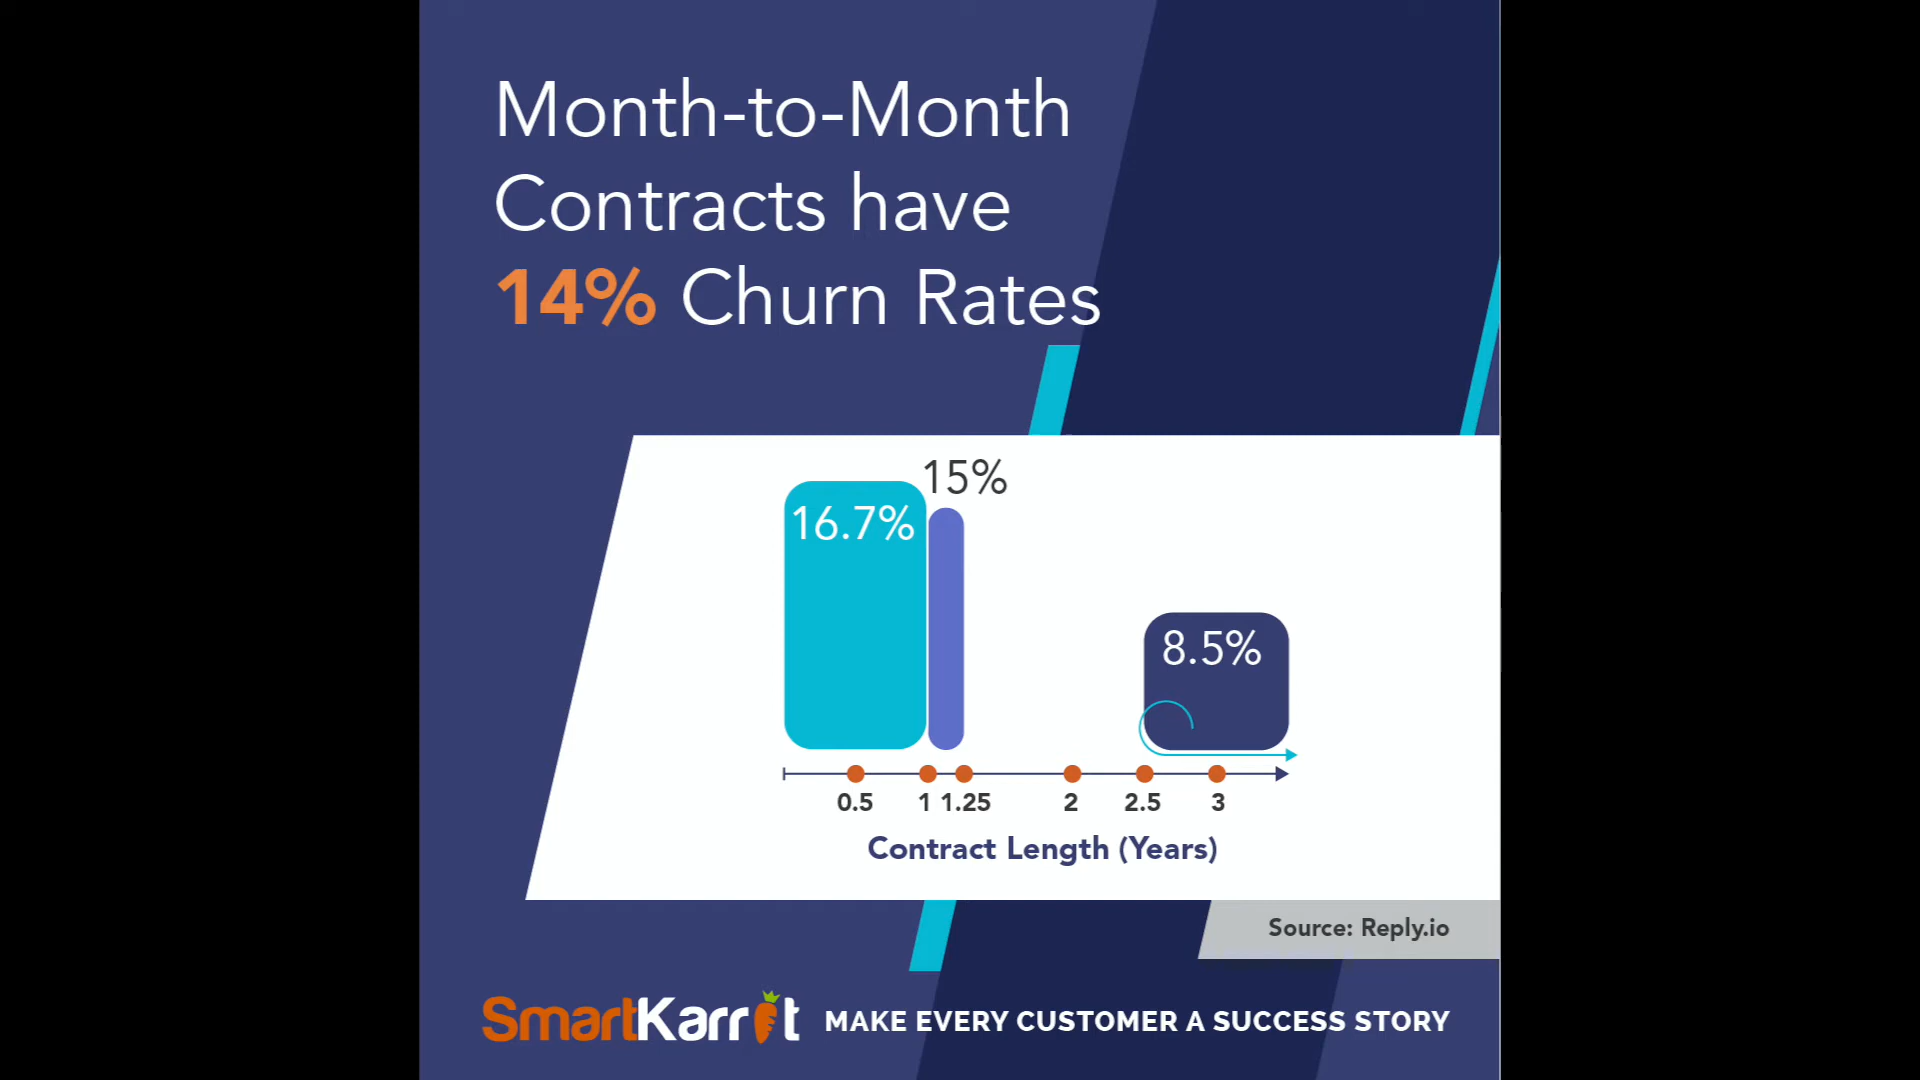 Month-to-Month
Contracts have
14% Churn Rates
15%
16.7%
8.5%
0.5 1 1.25 2 2.5 3
Contract Length (Years)
Source: Reply.io
SmartKarrot MAKE EVERY CUSTOMER A SUCCESS STORY